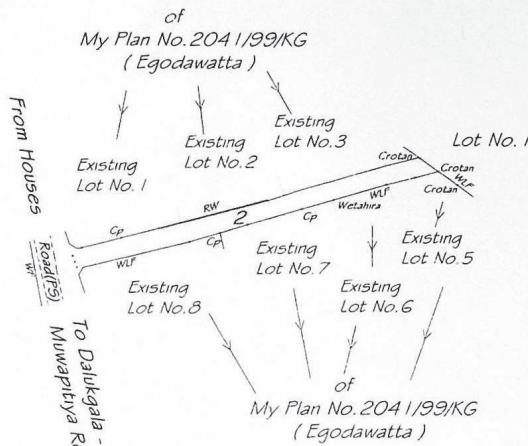 of
My Plan No. 2041/99/KG
( Egodawatta )
From Houses
Existing
Lot No. 1
Existing
Lot No. 2
Existing
Lot No. 3
Lot No. 1
Crotan
Crotan
WLF
Crotan
RW
2
Cp
WLF
Wetahira
Cp
Cp
WLF
Road(PS)
Existing
Lot No. 8
Existing
Lot No. 7
Existing
Lot No. 6
Existing
Lot No. 5
To Dalukgala -
Muwapitiya
of
My Plan No. 2041/99/KG
( Egodawatta )